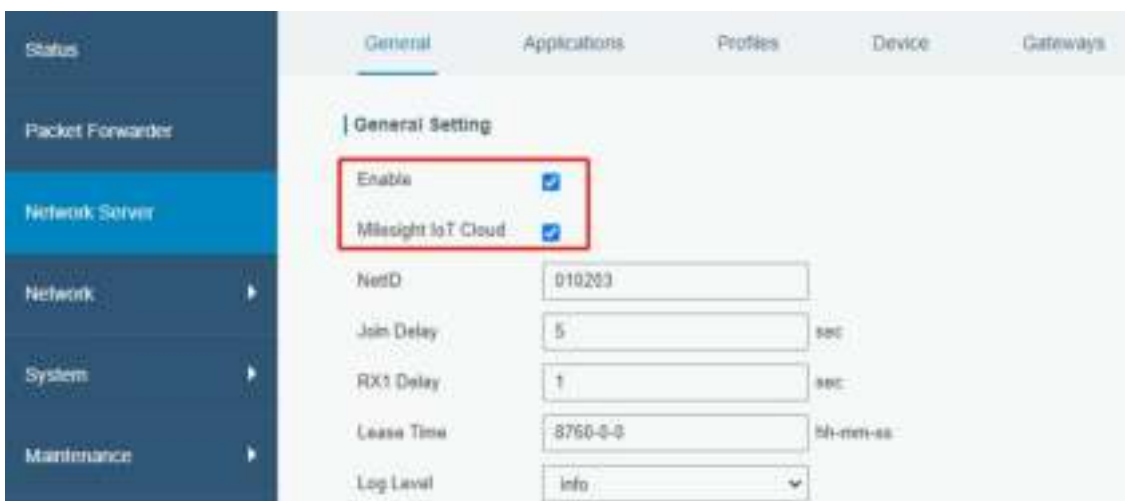 Status
Packet Forwarder
Network Server
Network
System
Maintenance
General Applications Profiles Device Gateways
General Setting
Enable
Milesight IoT Cloud
NetID 010203
Join Delay 5 sec
RX1 Delay 1 sec
Lease Time 8760-0-0 hh-mm-ss
Log Level info